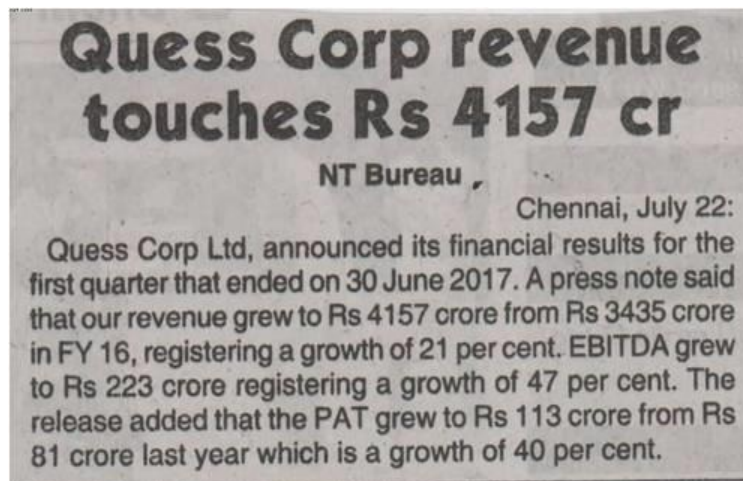 Quess Corp revenue
touches Rs 4157 cr
NT Bureau
Chennai, July 22:
Quess Corp Ltd, announced its financial results for the
first quarter that ended on 30 June 2017. A press note said
that our revenue grew to Rs 4157 crore from Rs 3435 crore
in FY 16, registering a growth of 21 per cent. EBITDA grew
to Rs 223 crore registering a growth of 47 per cent. The
release added that the PAT grew to Rs 113 crore from Rs
81 crore last year which is a growth of 40 per cent.